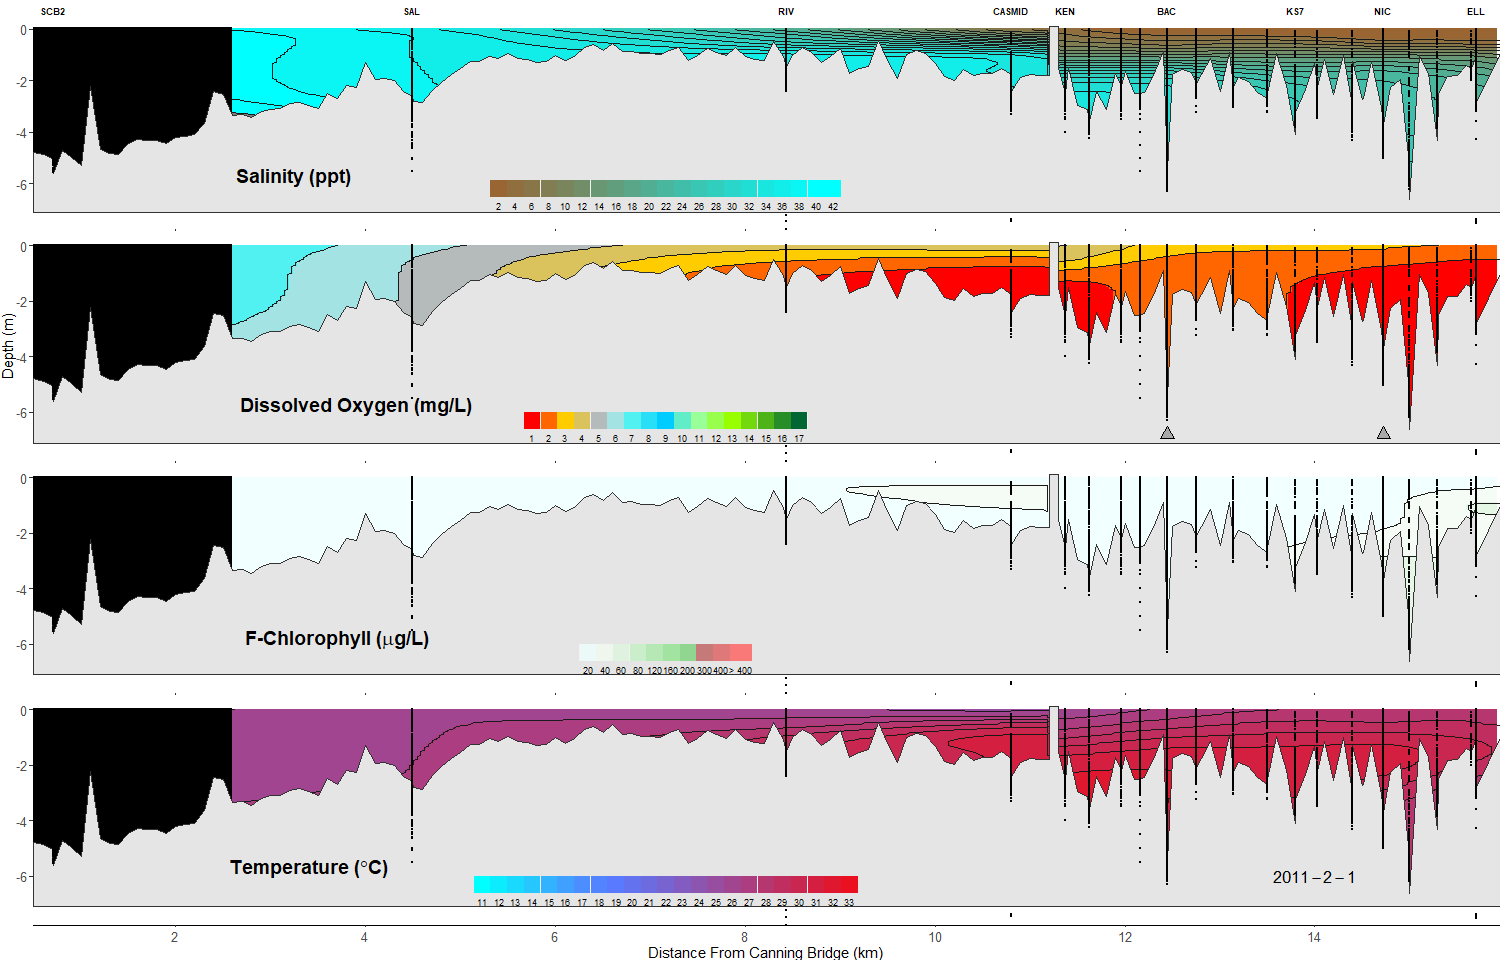 SCB2 SAL RIV CASMID KEN BAC KS7 NIC ELL
0
-2
-4
-6
Salinity (ppt)
2 4 6 8 10 12 14 16 18 20 22 24 26 28 30 32 34 36 38 40 42
0
-2
-4
-6
Dissolved Oxygen (mg/L)
1 2 3 4 5 6 7 8 9 10 11 12 13 14 15 16 17
Depth (m)
0
-2
-4
-6
F-Chlorophyll (μg/L)
20 40 60 80 120 160 200 300 400 > 400
0
-2
-4
-6
Temperature (°C)
2011-2-1
11 12 13 14 15 16 17 18 19 20 21 22 23 24 25 26 27 28 29 30 31 32 33
2 4 6 8 10 12 14
Distance From Canning Bridge (km)